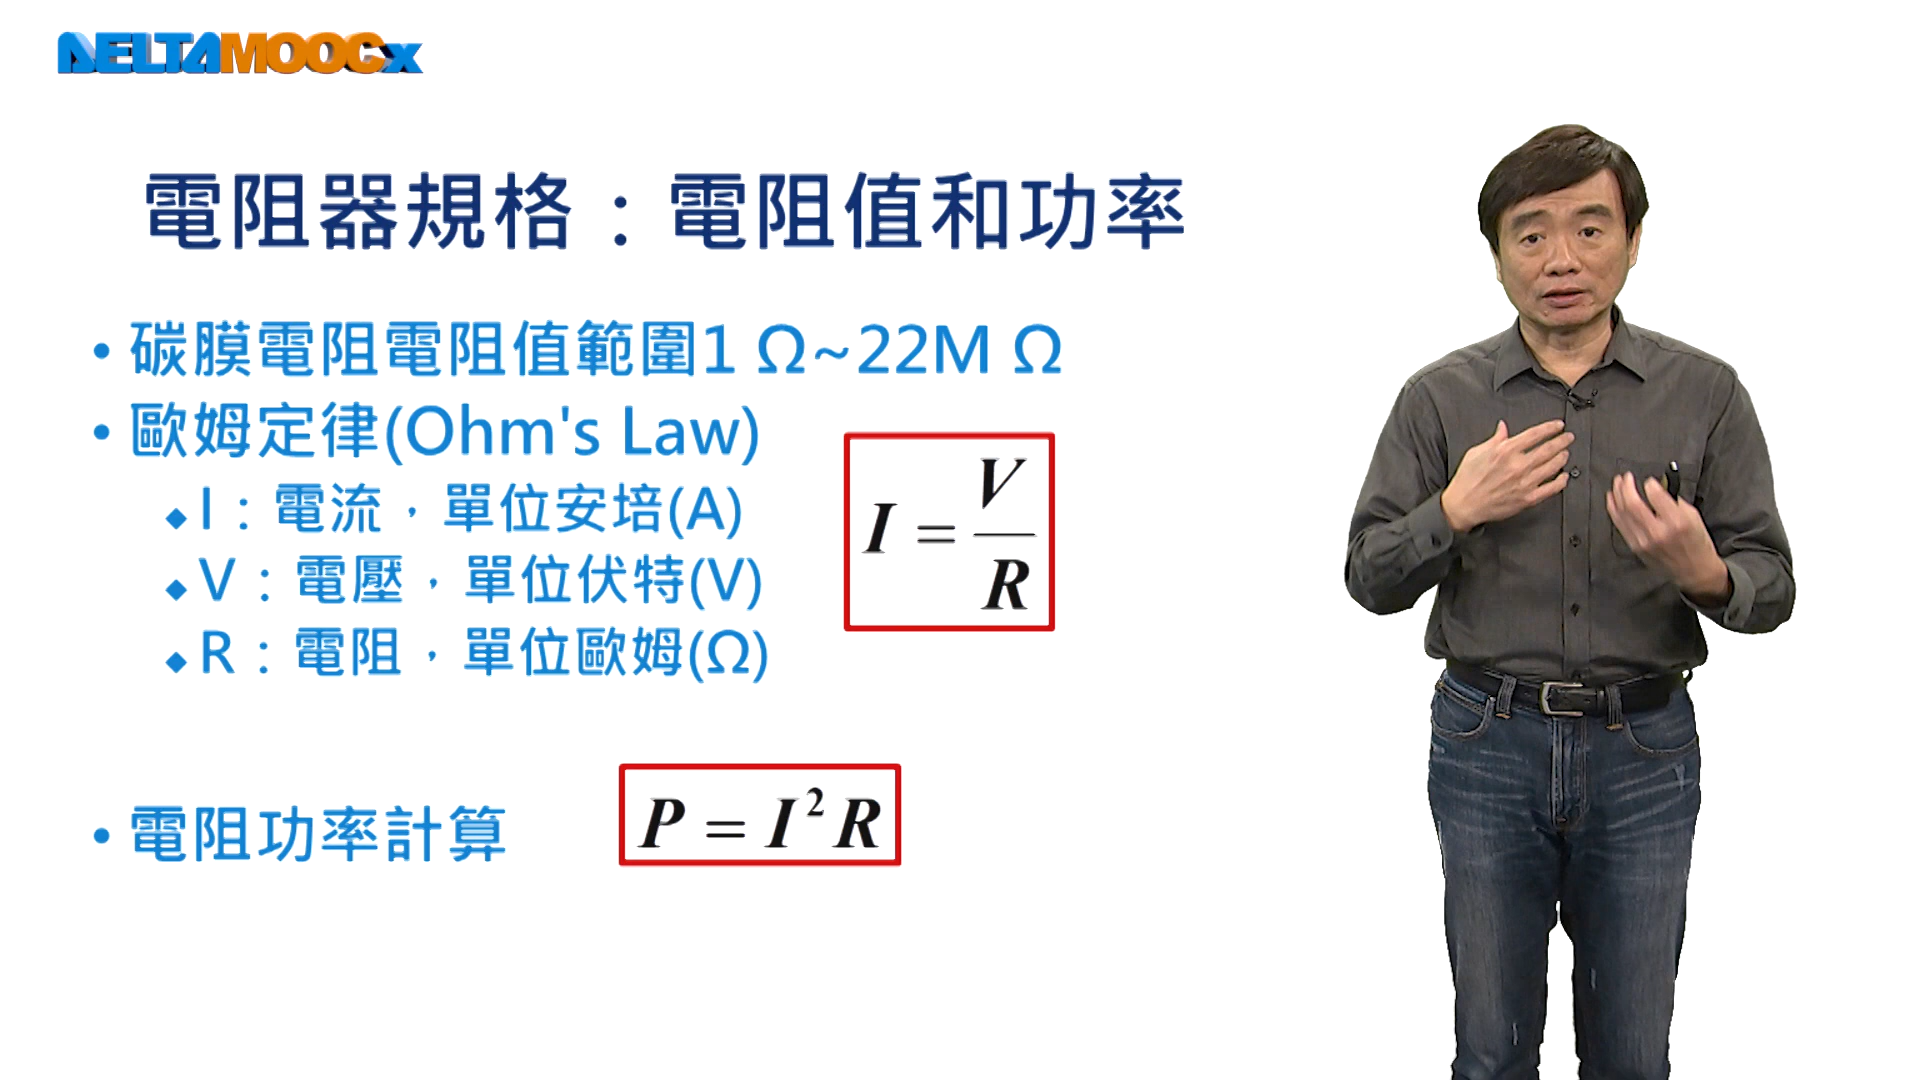 DELTAMOOCx
電阻器規格：電阻值和功率
• 碳膜電阻電阻值範圍1 Ω~22M Ω
• 歐姆定律(Ohm's Law)
◆ I：電流，單位安培(A)
◆ V：電壓，單位伏特(V)
◆ R：電阻，單位歐姆(Ω)
I = V/R
• 電阻功率計算
P = I² R